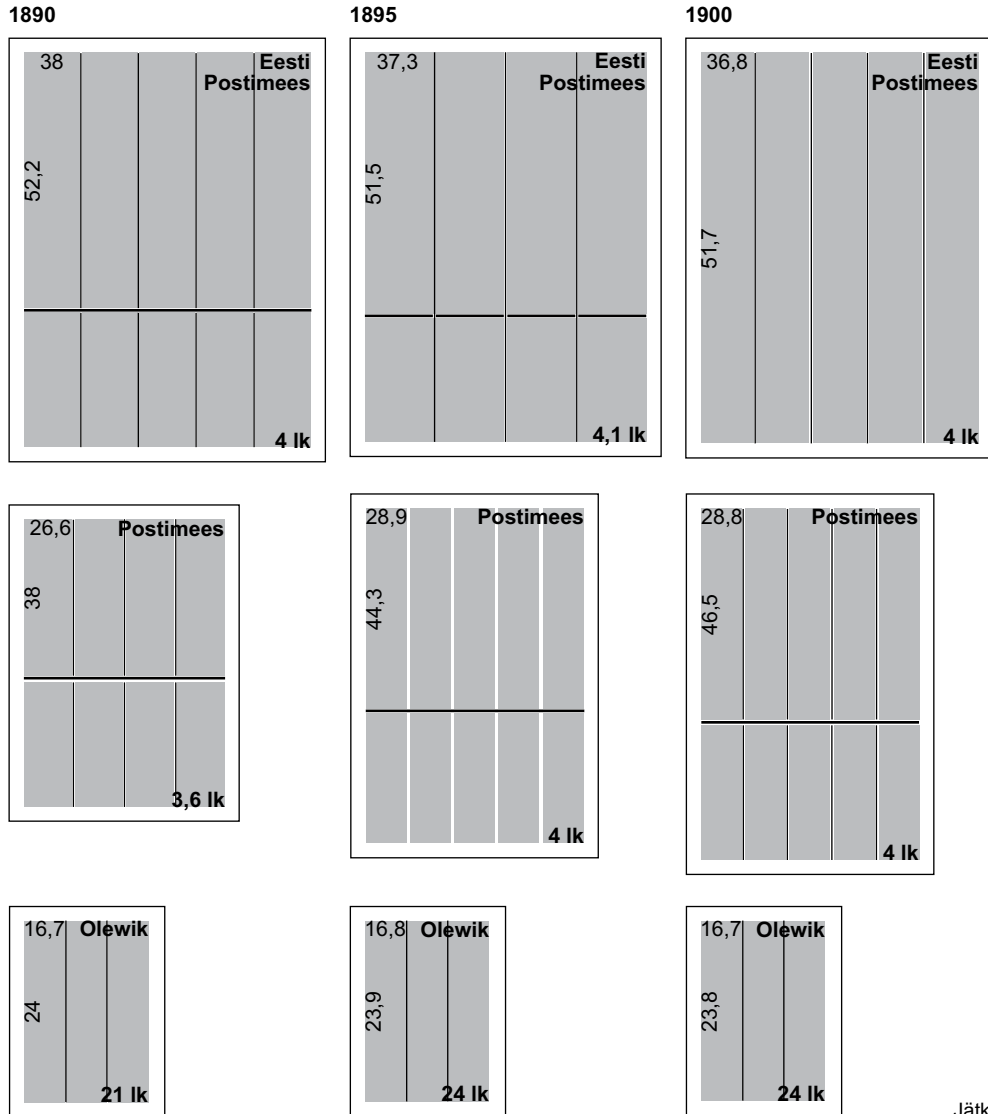 1890
1895
1900
38
Eesti
Postimees
52,2
4 lk
37,3
Eesti
Postimees
51,5
4,1 lk
36,8
Eesti
Postimees
51,7
4 lk
26,6
Postimees
38
3,6 lk
28,9
Postimees
44,3
4 lk
28,8
Postimees
46,5
4 lk
16,7
Olewik
24
21 lk
16,8
Olewik
23,9
24 lk
16,7
Olewik
23,8
24 lk
Jätk